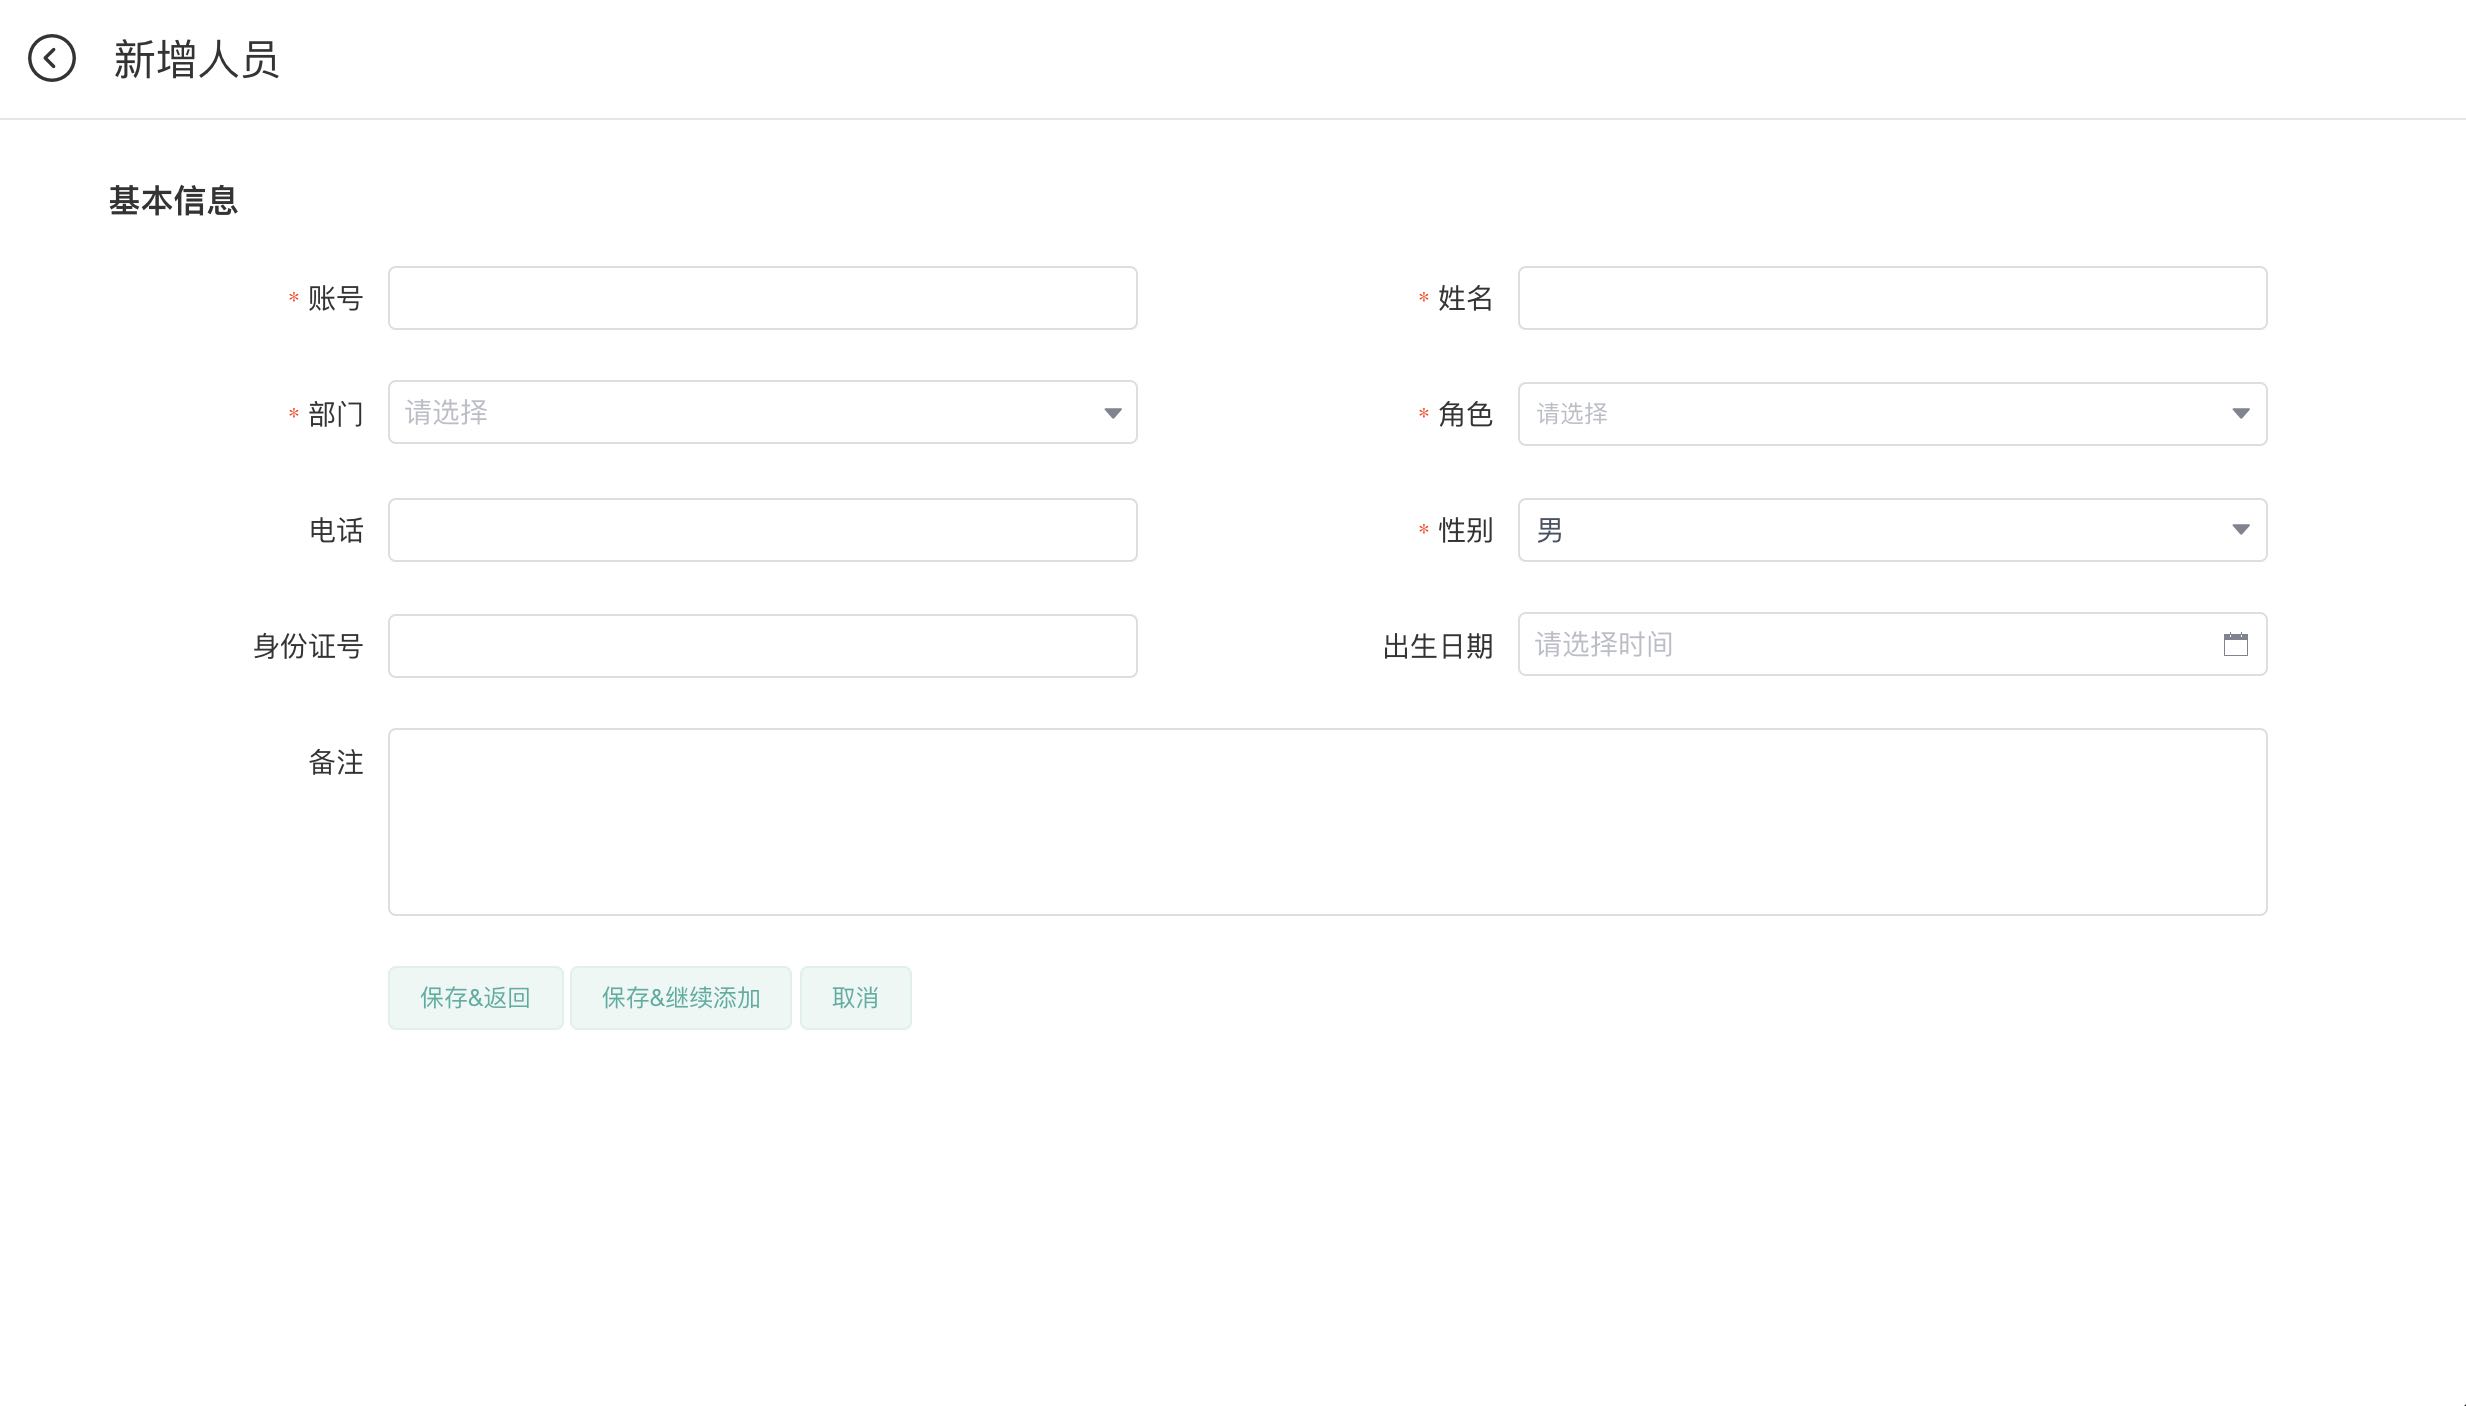 新增人员
基本信息
* 账号
* 姓名
* 部门 请选择
* 角色 请选择
电话
* 性别 男
身份证号
出生日期 请选择时间
备注
保存&返回 保存&继续添加 取消